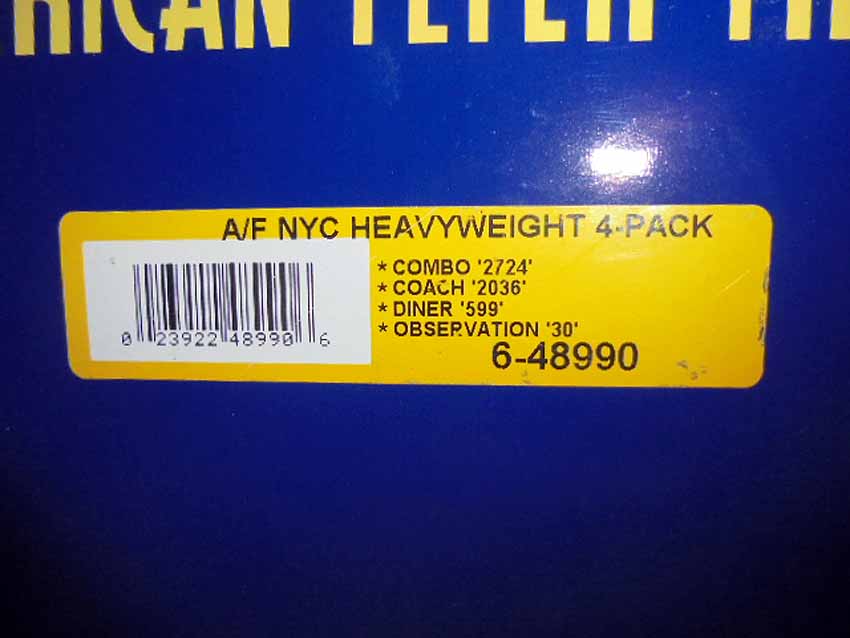 A/F NYC HEAVYWEIGHT 4-PACK
* COMBO '2724'
* COACH '2036'
* DINER '599'
* OBSERVATION '30'
6-48990
0 23922 48990 6